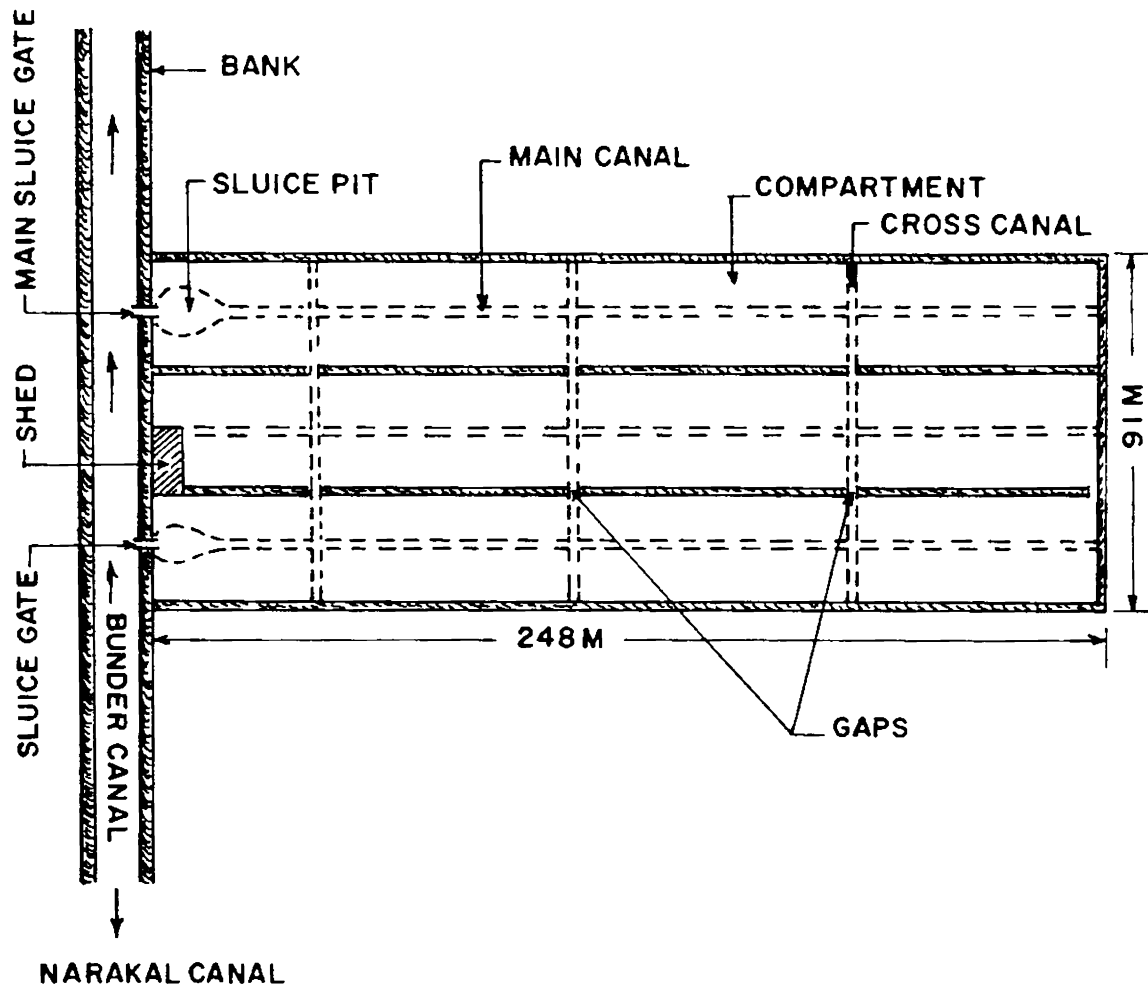 BANK
MAIN SLUICE GATE
SLUICE PIT
MAIN CANAL
COMPARTMENT
CROSS CANAL
SHED
91 M
SLUICE GATE
BUNDER CANAL
248 M
GAPS
NARAKAL CANAL